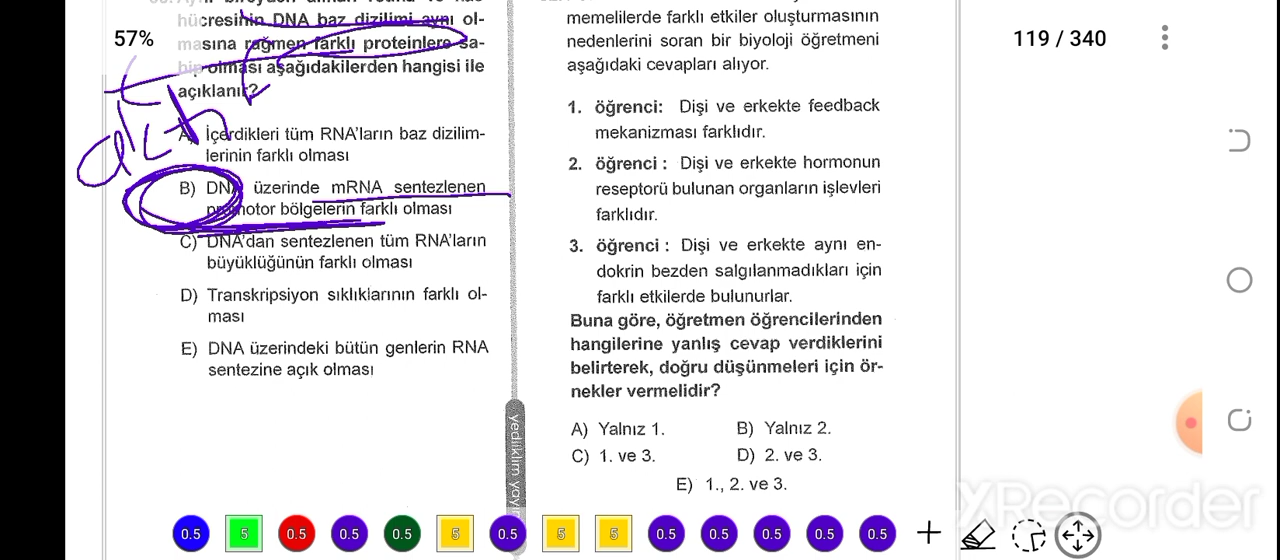 57%
119 / 340
hücresinin DNA baz dizilimi aynı ol-
masına rağmen farklı proteinlere sa-
hip olması aşağıdakilerden hangisi ile
açıklanır?
A) İçerdikleri tüm RNA'ların baz dizilim-
lerinin farklı olması
B) DNA üzerinde mRNA sentezlenen
promotor bölgelerin farklı olması
C) DNA'dan sentezlenen tüm RNA'ların
büyüklüğünün farklı olması
D) Transkripsiyon sıklıklarının farklı ol-
ması
E) DNA üzerindeki bütün genlerin RNA
sentezine açık olması
memelilerde farklı etkiler oluşturmasının
nedenlerini soran bir biyoloji öğretmeni
aşağıdaki cevapları alıyor.
1. öğrenci: Dişi ve erkekte feedback
mekanizması farklıdır.
2. öğrenci : Dişi ve erkekte hormonun
reseptörü bulunan organların işlevleri
farklıdır.
3. öğrenci : Dişi ve erkekte aynı en-
dokrin bezden salgılanmadıkları için
farklı etkilerde bulunurlar.
Buna göre, öğretmen öğrencilerinden
hangilerine yanlış cevap verdiklerini
belirterek, doğru düşünmeleri için ör-
nekler vermelidir?
A) Yalnız 1. B) Yalnız 2.
C) 1. ve 3. D) 2. ve 3.
E) 1., 2. ve 3.
yediiklim yayı
0.5 5 0.5 0.5 0.5 5 0.5 5 5 0.5 0.5 0.5 0.5 0.5
XRecorder